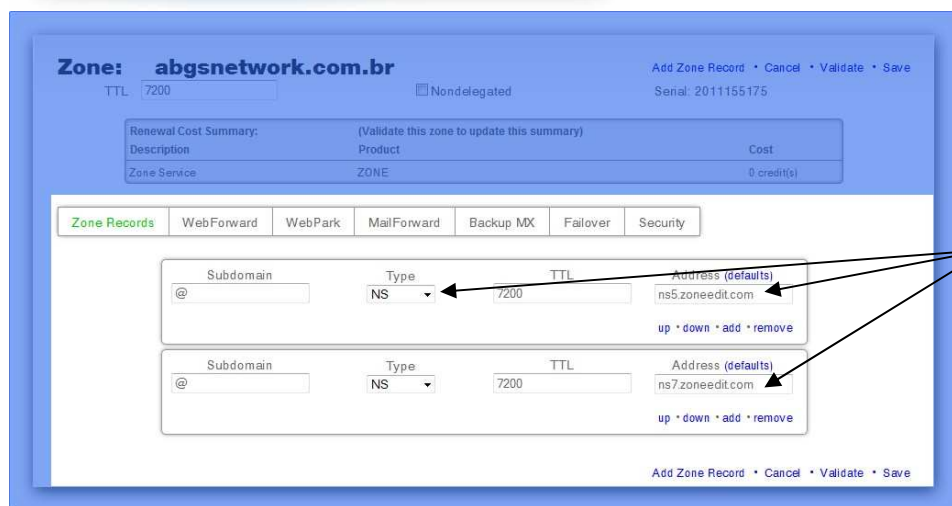 Zone: abgsnetwork.com.br
Add Zone Record • Cancel • Validate • Save
TTL 7200 Nondelegated Serial: 2011155175
Renewal Cost Summary: (Validate this zone to update this summary)
Description Product Cost
Zone Service ZONE 0 credit(s)
Zone Records WebForward WebPark MailForward Backup MX Failover Security
Subdomain Type TTL Address (defaults)
@ NS 7200 ns5.zoneedit.com
up • down • add • remove
Subdomain Type TTL Address (defaults)
@ NS 7200 ns7.zoneedit.com
up • down • add • remove
Add Zone Record • Cancel • Validate • Save